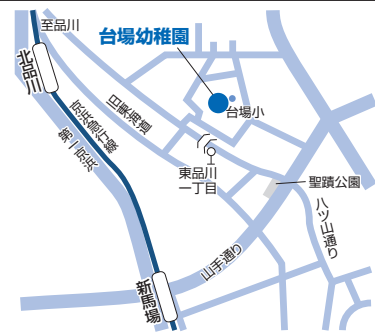 至品川
台場幼稚園
北品川
京浜急行線
第一京浜
旧東海道
台場小
東品川
一丁目
聖蹟公園
八ツ山通り
山手通り
新馬場